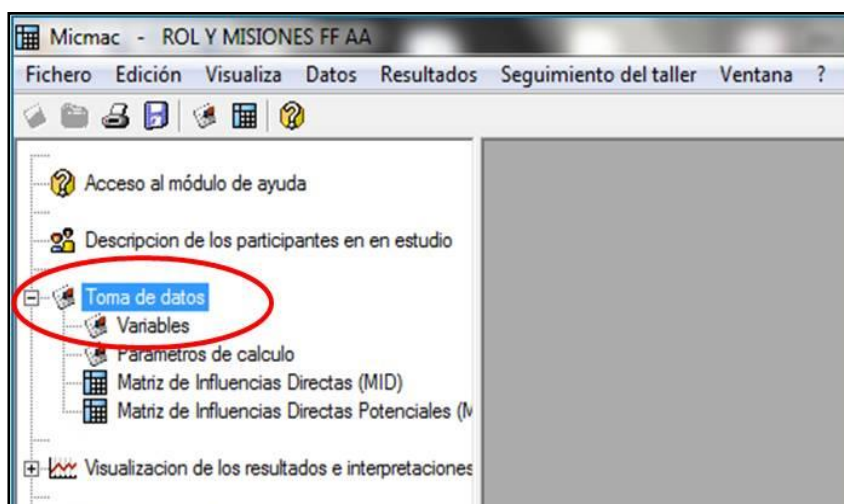 Micmac - ROL Y MISIONES FF AA
Fichero Edición Visualiza Datos Resultados Seguimiento del taller Ventana ?
Acceso al módulo de ayuda
Descripcion de los participantes en en estudio
Toma de datos
Variables
Parametros de calculo
Matriz de Influencias Directas (MID)
Matriz de Influencias Directas Potenciales (M
Visualizacion de los resultados e interpretaciones